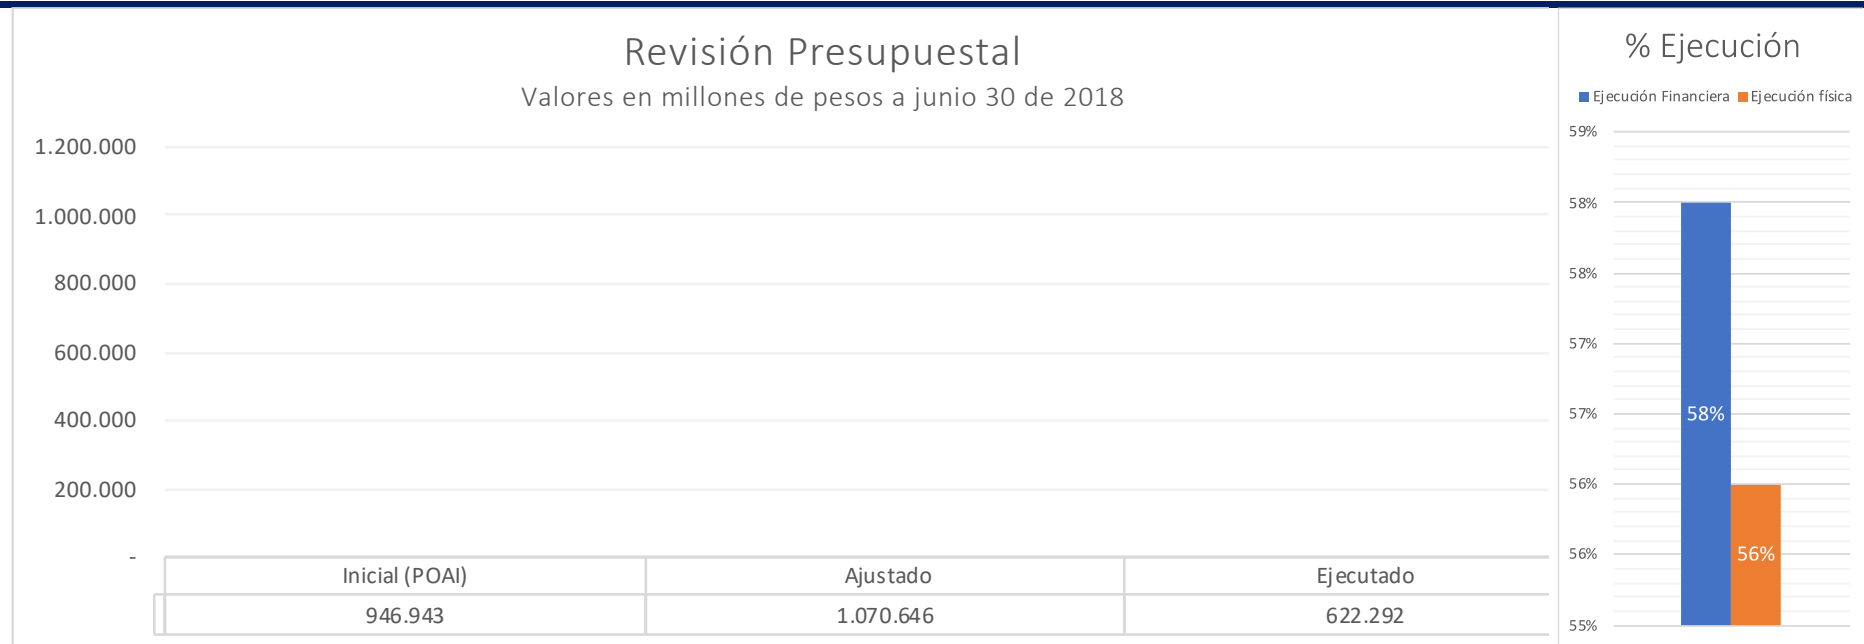 Revisión Presupuestal
Valores en millones de pesos a junio 30 de 2018
1.200.000
1.000.000
800.000
600.000
400.000
200.000
-
Inicial (POAI) Ajustado Ejecutado
946.943 1.070.646 622.292
% Ejecución
Ejecución Financiera Ejecución física
59%
58%
58%
57%
57%
56%
56%
55%
58%
56%